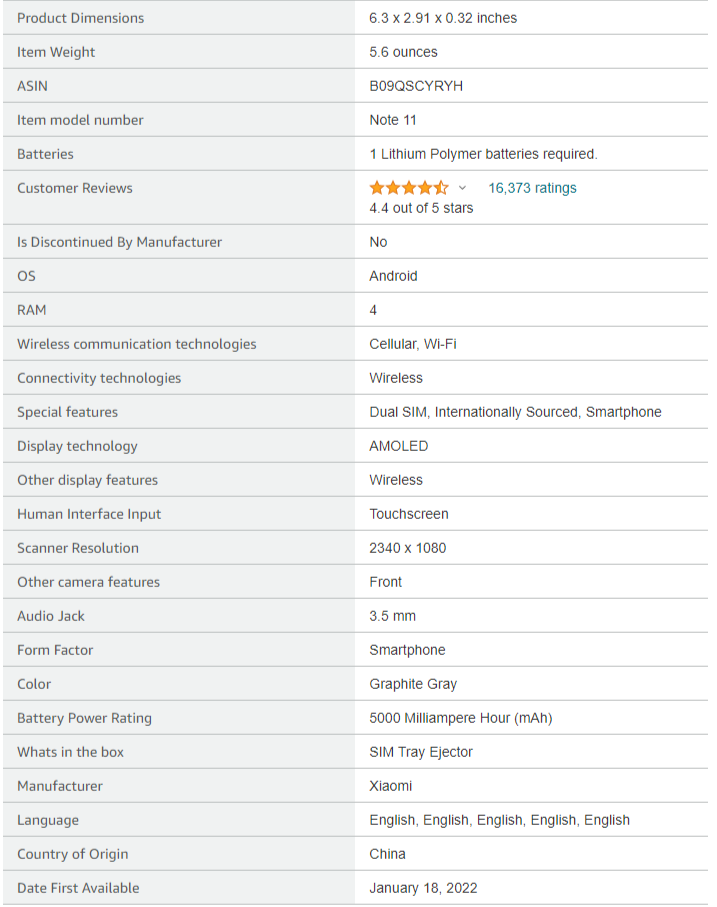 Product Dimensions 6.3 x 2.91 x 0.32 inches
Item Weight 5.6 ounces
ASIN B09QSCYRYH
Item model number Note 11
Batteries 1 Lithium Polymer batteries required.
Customer Reviews 16,373 ratings
4.4 out of 5 stars
Is Discontinued By Manufacturer No
OS Android
RAM 4
Wireless communication technologies Cellular, Wi-Fi
Connectivity technologies Wireless
Special features Dual SIM, Internationally Sourced, Smartphone
Display technology AMOLED
Other display features Wireless
Human Interface Input Touchscreen
Scanner Resolution 2340 x 1080
Other camera features Front
Audio Jack 3.5 mm
Form Factor Smartphone
Color Graphite Gray
Battery Power Rating 5000 Milliampere Hour (mAh)
Whats in the box SIM Tray Ejector
Manufacturer Xiaomi
Language English, English, English, English, English
Country of Origin China
Date First Available January 18, 2022